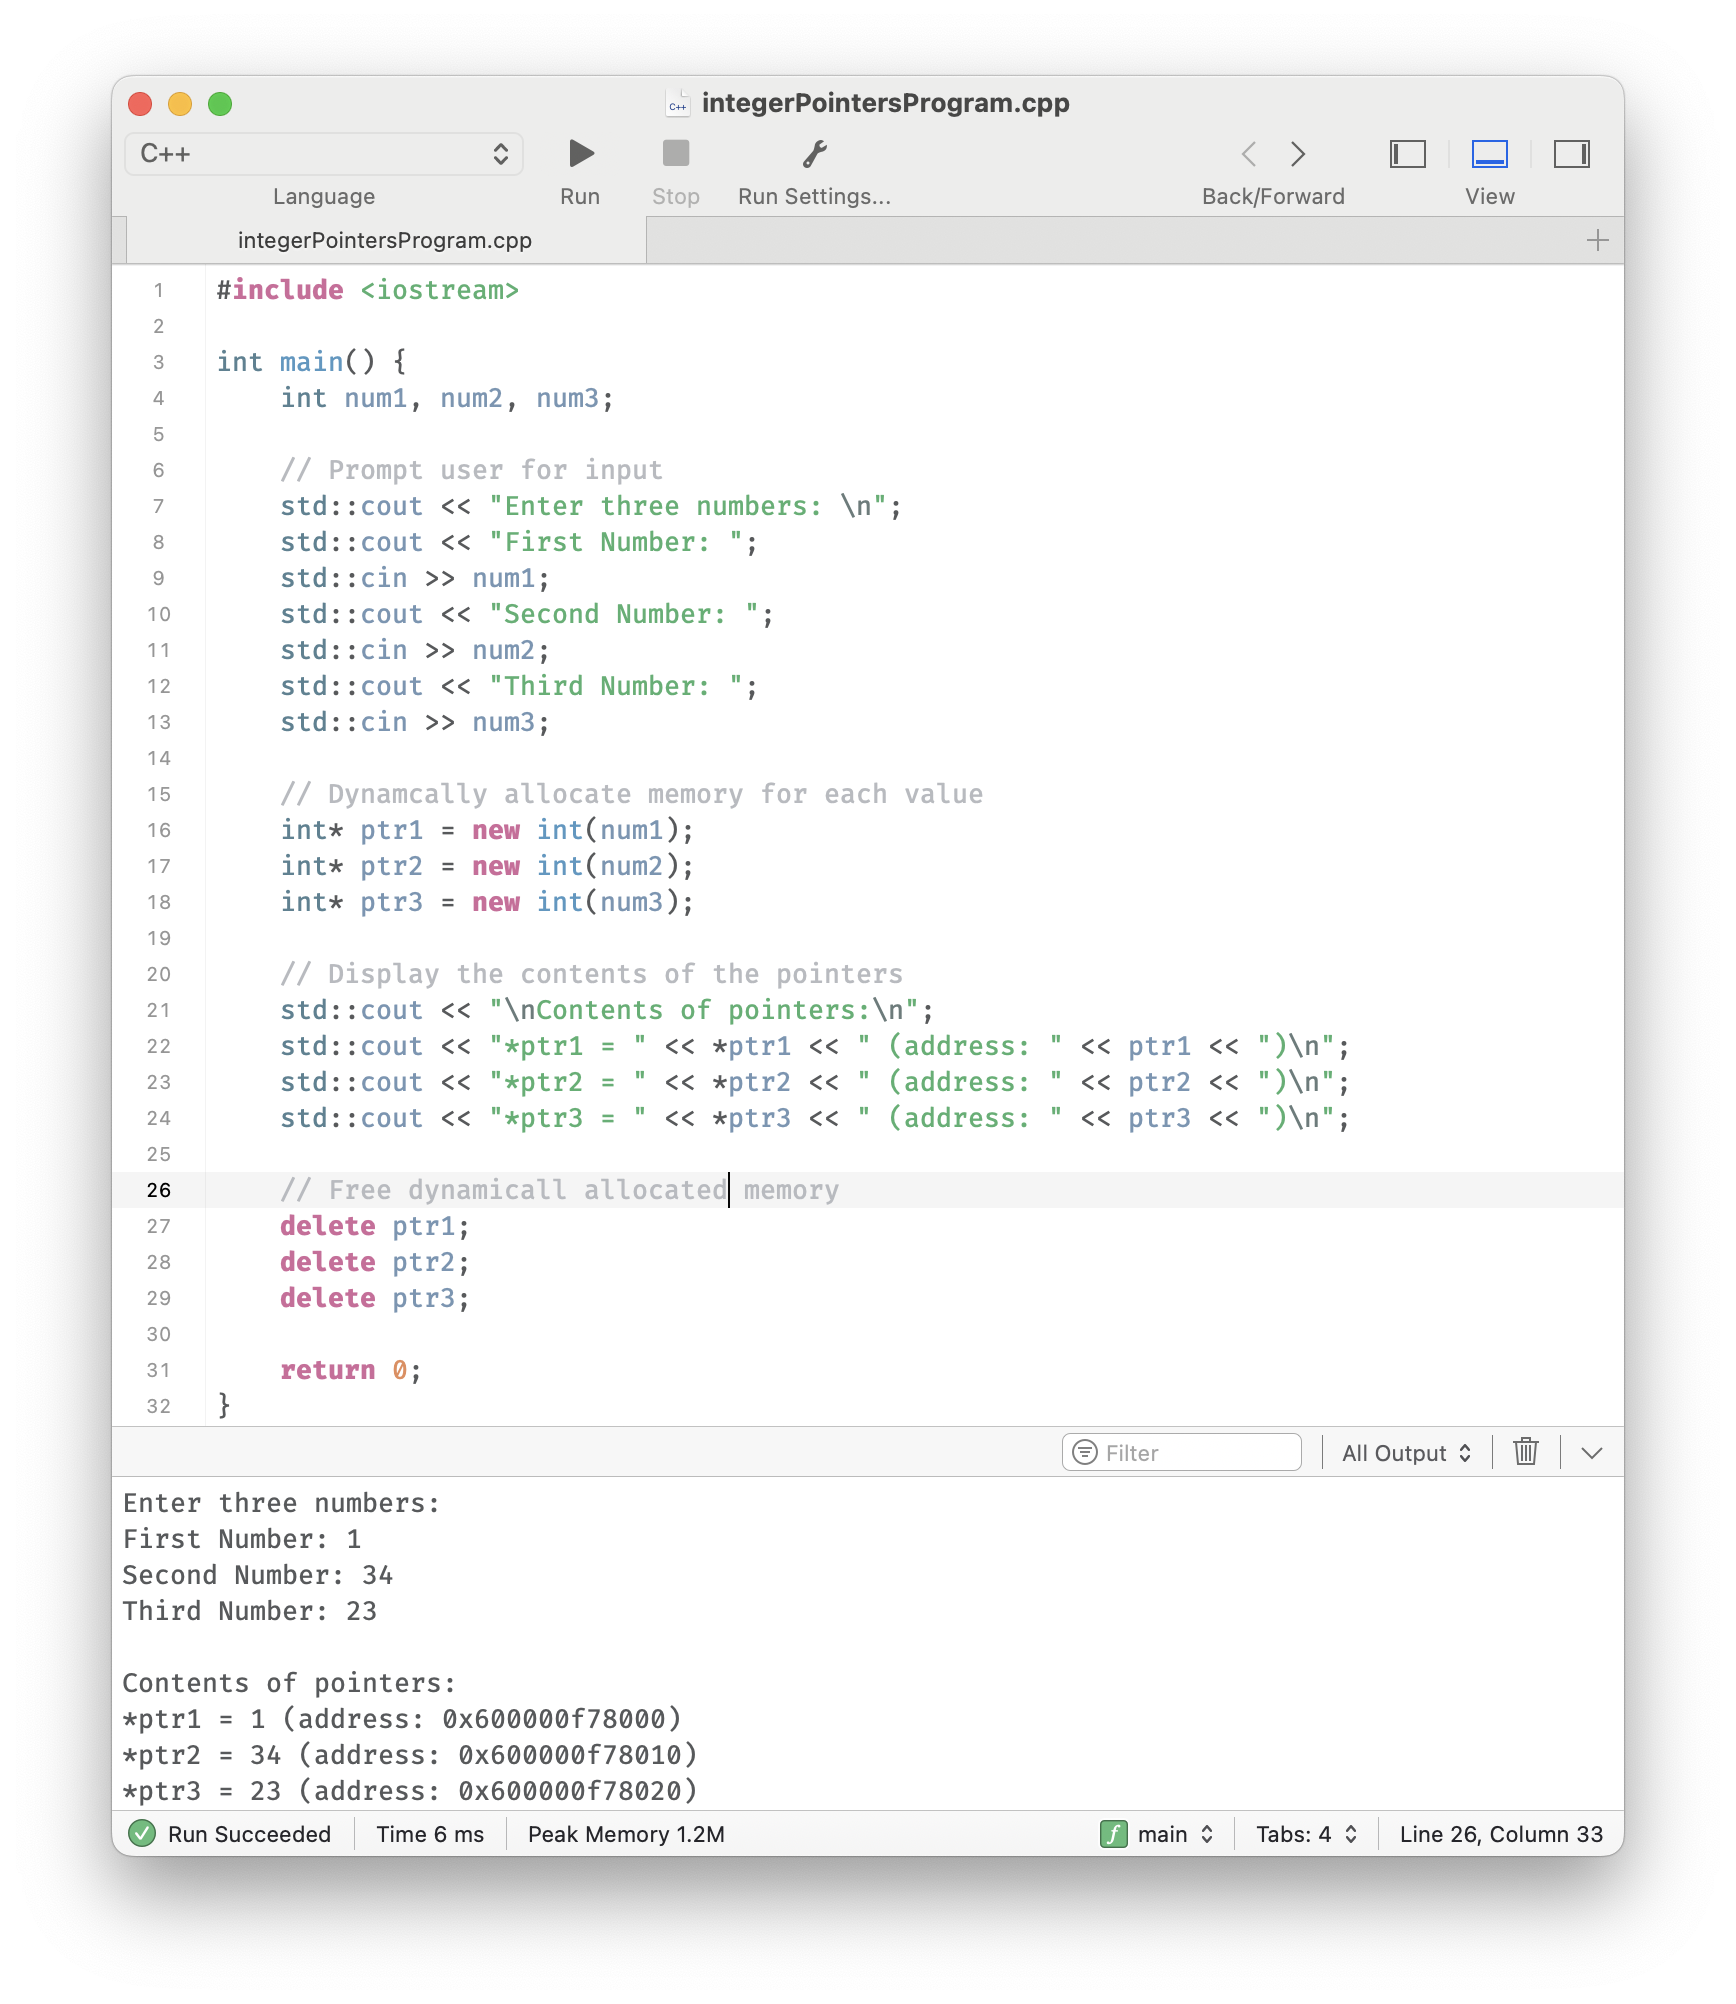 C++ integerPointersProgram.cpp
C++
Language Run Stop Run Settings... Back/Forward View
integerPointersProgram.cpp
1 #include <iostream>
2
3 int main() {
4     int num1, num2, num3;
5
6     // Prompt user for input
7     std::cout << "Enter three numbers: \n";
8     std::cout << "First Number: ";
9     std::cin >> num1;
10     std::cout << "Second Number: ";
11     std::cin >> num2;
12     std::cout << "Third Number: ";
13     std::cin >> num3;
14
15     // Dynamcally allocate memory for each value
16     int* ptr1 = new int(num1);
17     int* ptr2 = new int(num2);
18     int* ptr3 = new int(num3);
19
20     // Display the contents of the pointers
21     std::cout << "\nContents of pointers:\n";
22     std::cout << "*ptr1 = " << *ptr1 << " (address: " << ptr1 << ")\n";
23     std::cout << "*ptr2 = " << *ptr2 << " (address: " << ptr2 << ")\n";
24     std::cout << "*ptr3 = " << *ptr3 << " (address: " << ptr3 << ")\n";
25
26     // Free dynamicall allocated memory
27     delete ptr1;
28     delete ptr2;
29     delete ptr3;
30
31     return 0;
32 }
Filter All Output
Enter three numbers:
First Number: 1
Second Number: 34
Third Number: 23

Contents of pointers:
*ptr1 = 1 (address: 0x600000f78000)
*ptr2 = 34 (address: 0x600000f78010)
*ptr3 = 23 (address: 0x600000f78020)
Run Succeeded Time 6 ms Peak Memory 1.2M f main Tabs: 4 Line 26, Column 33